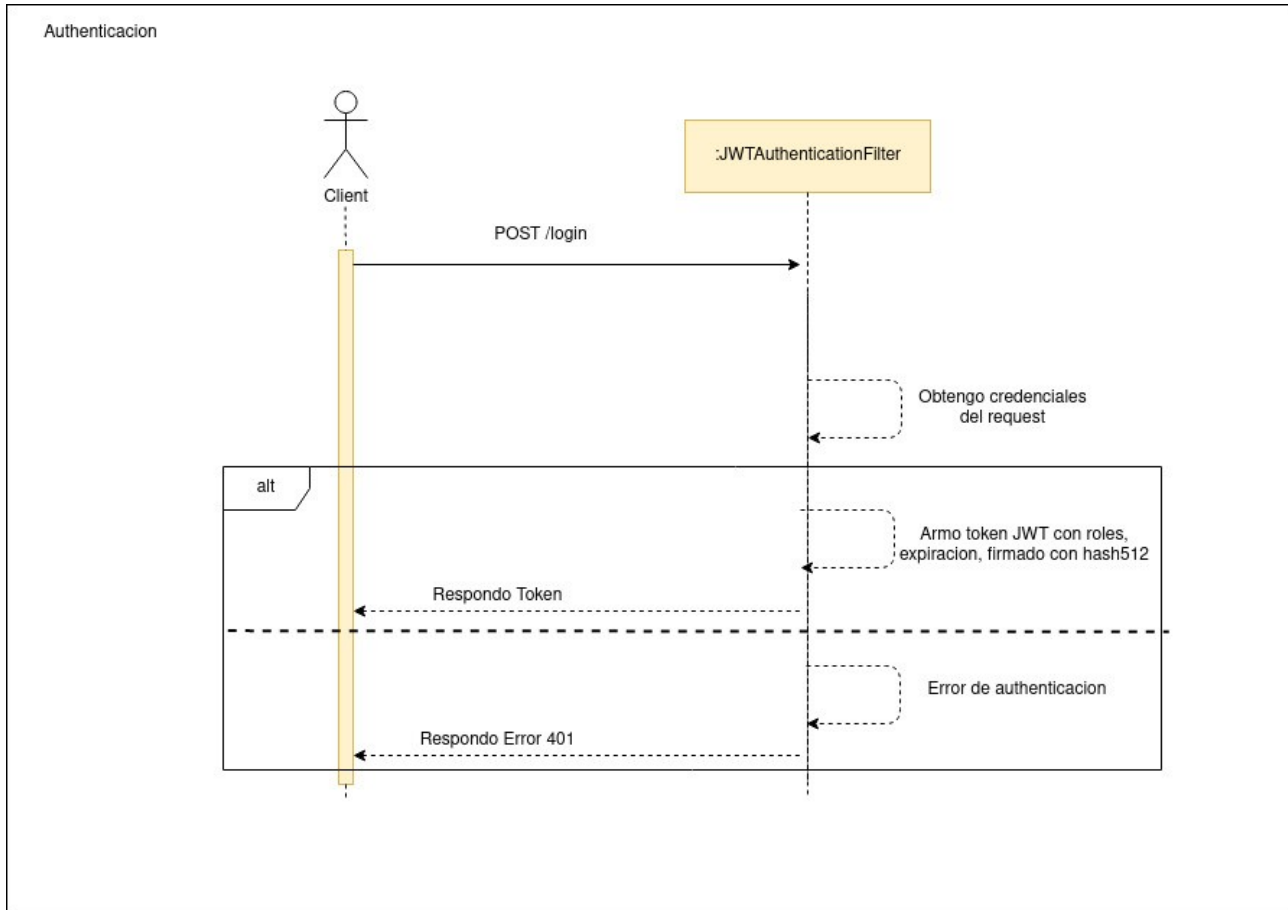 Authenticacion
Client
:JWTAuthenticationFilter
POST /login
Obtengo credenciales
del request
alt
Armo token JWT con roles,
expiracion, firmado con hash512
Respondo Token
Error de authenticacion
Respondo Error 401